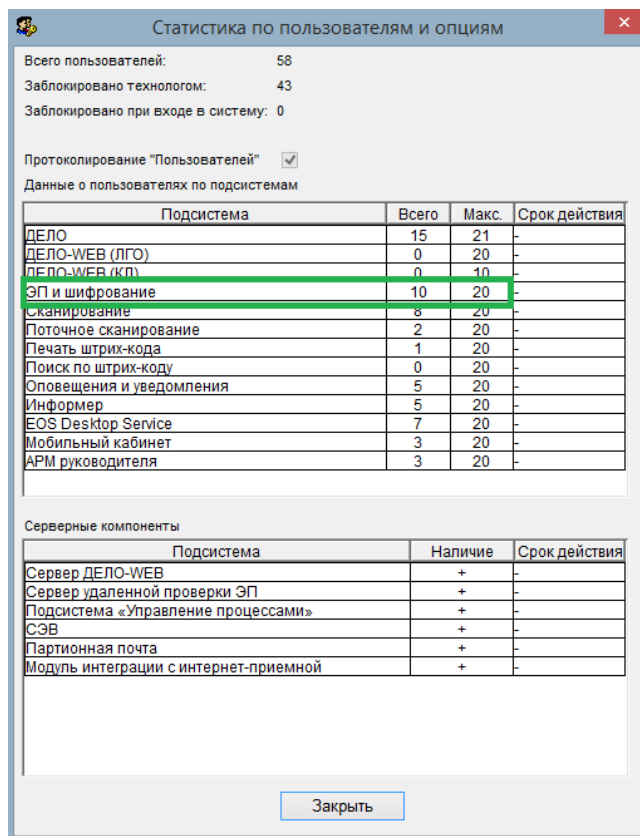 Статистика по пользователям и опциям
Всего пользователей: 58
Заблокировано технологом: 43
Заблокировано при входе в систему: 0
Протоколирование "Пользователей"
Данные о пользователях по подсистемам
Подсистема Всего Макс. Срок действия
ДЕЛО 15 21 -
ДЕЛО-WEB (ЛГО) 0 20 -
ДЕЛО-WEB (КЛ) 0 10 -
ЭП и шифрование 10 20 -
Сканирование 8 20 -
Поточное сканирование 2 20 -
Печать штрих-кода 1 20 -
Поиск по штрих-коду 0 20 -
Оповещения и уведомления 5 20 -
Информер 5 20 -
EOS Desktop Service 7 20 -
Мобильный кабинет 3 20 -
АРМ руководителя 3 20 -
Серверные компоненты
Подсистема Наличие Срок действия
Сервер ДЕЛО-WEB + -
Сервер удаленной проверки ЭП + -
Подсистема «Управление процессами» + -
СЭВ + -
Партионная почта + -
Модуль интеграции с интернет-приемной + -
Закрыть